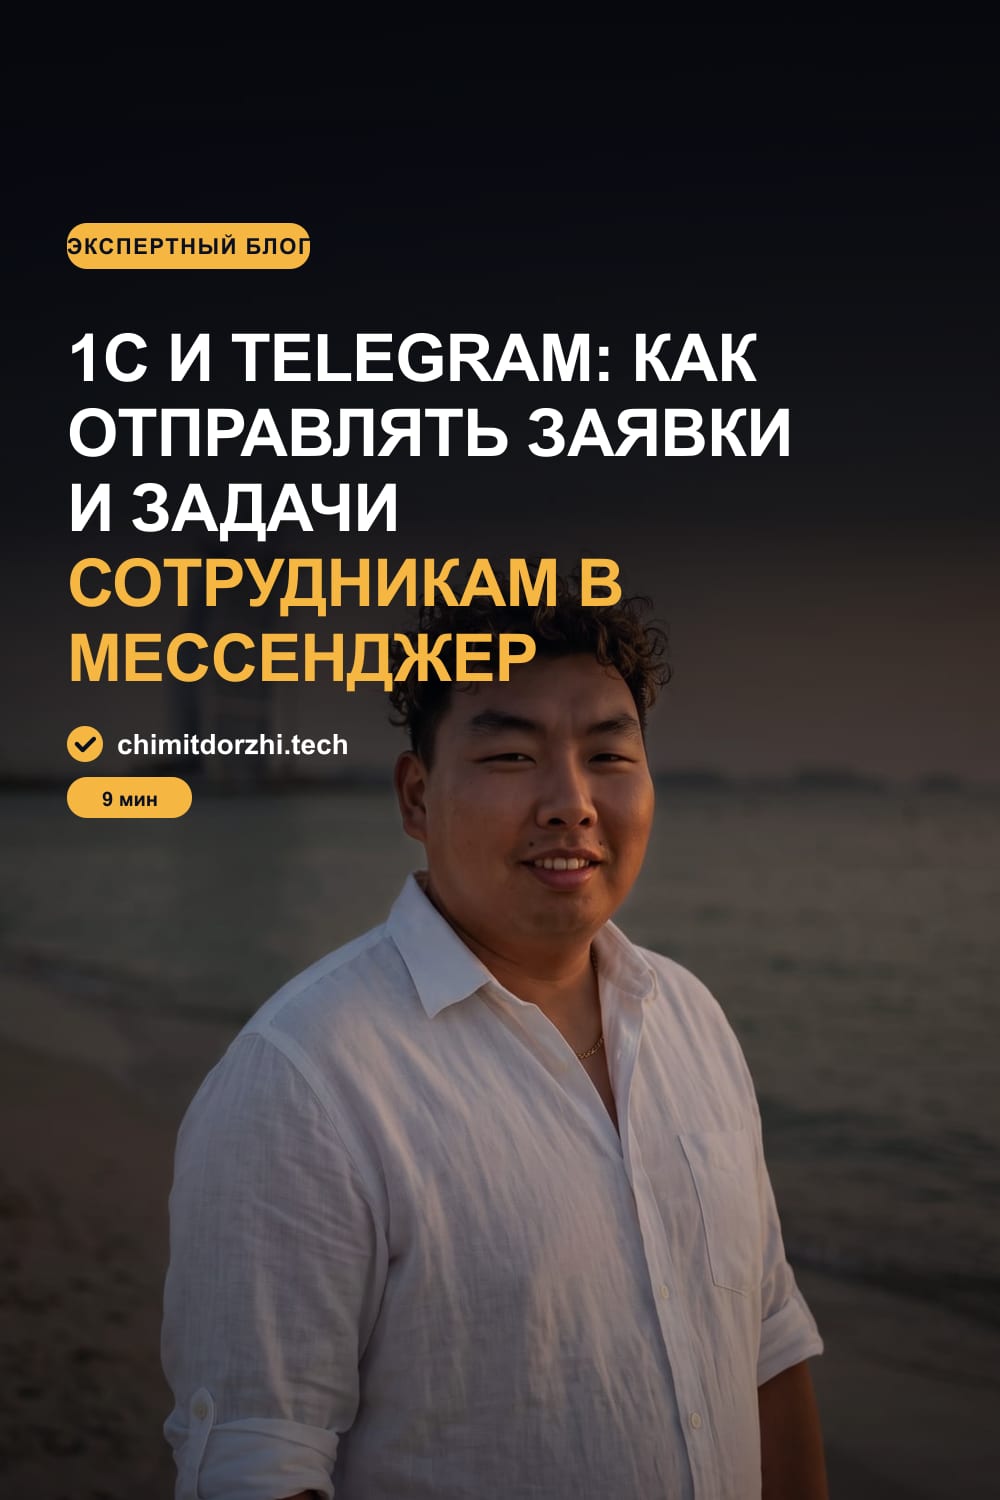 ЭКСПЕРТНЫЙ БЛОГ
1С И TELEGRAM: КАК
ОТПРАВЛЯТЬ ЗАЯВКИ
И ЗАДАЧИ
СОТРУДНИКАМ В
МЕССЕНДЖЕР
chimitdorzhi.tech
9 мин